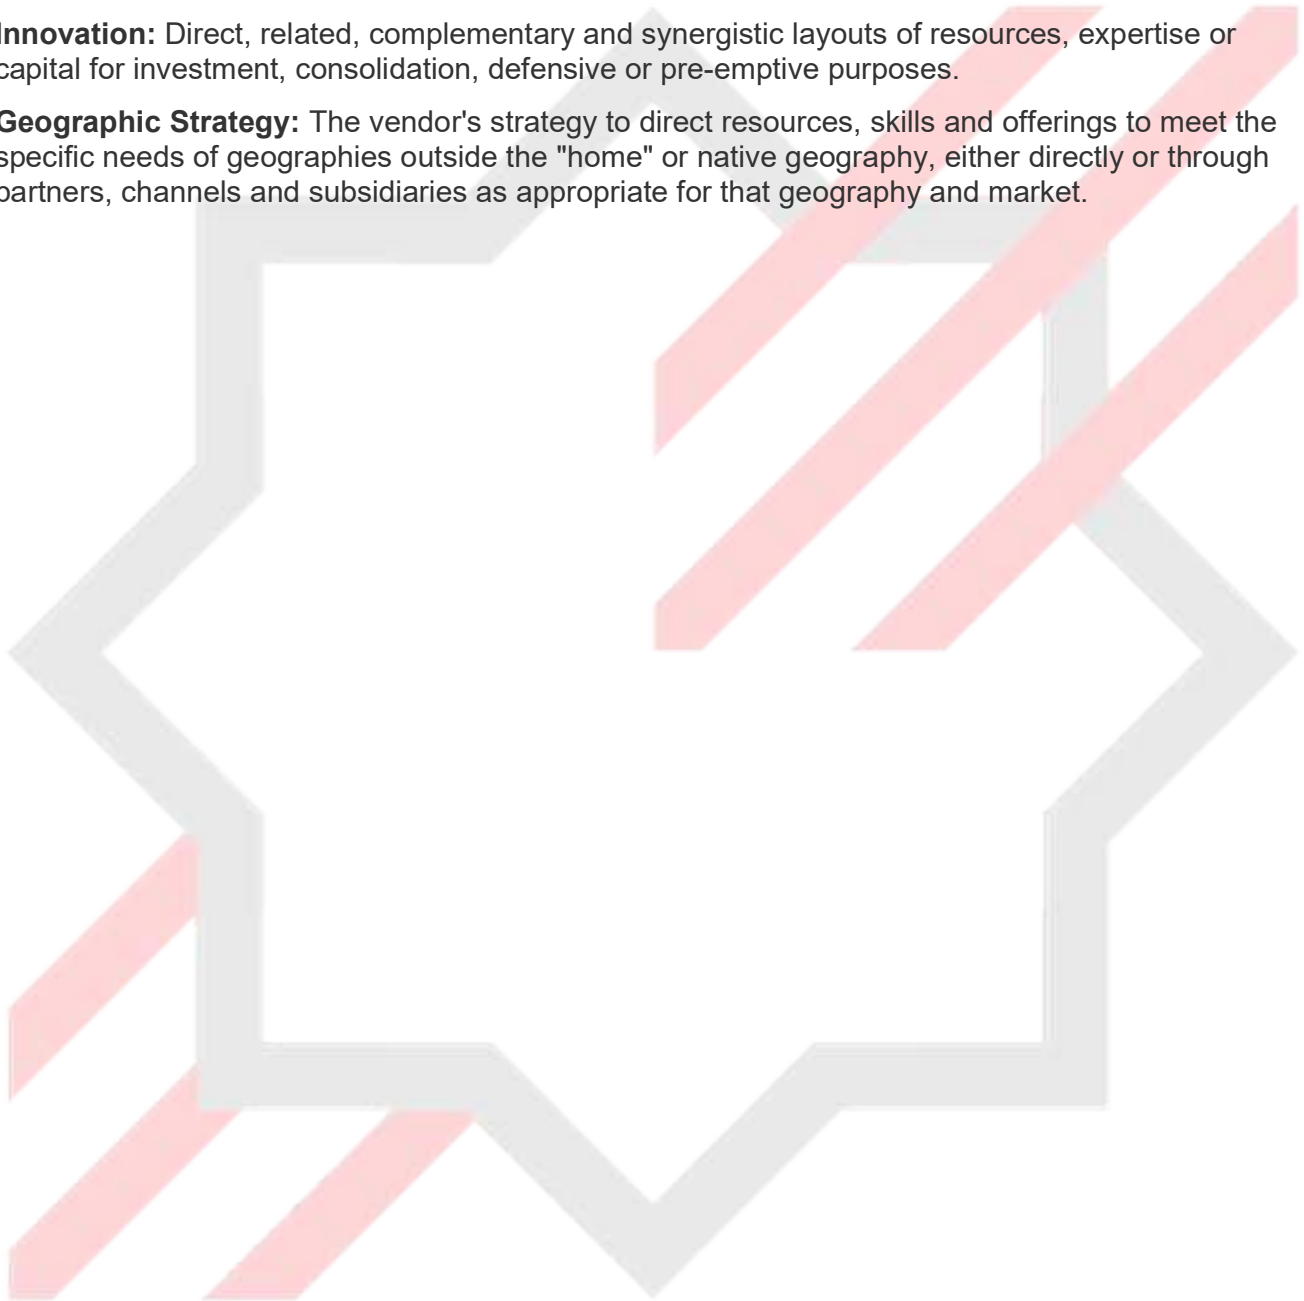 Innovation: Direct, related, complementary and synergistic layouts of resources, expertise or
capital for investment, consolidation, defensive or pre-emptive purposes.
Geographic Strategy: The vendor's strategy to direct resources, skills and offerings to meet the
specific needs of geographies outside the "home" or native geography, either directly or through
partners, channels and subsidiaries as appropriate for that geography and market.